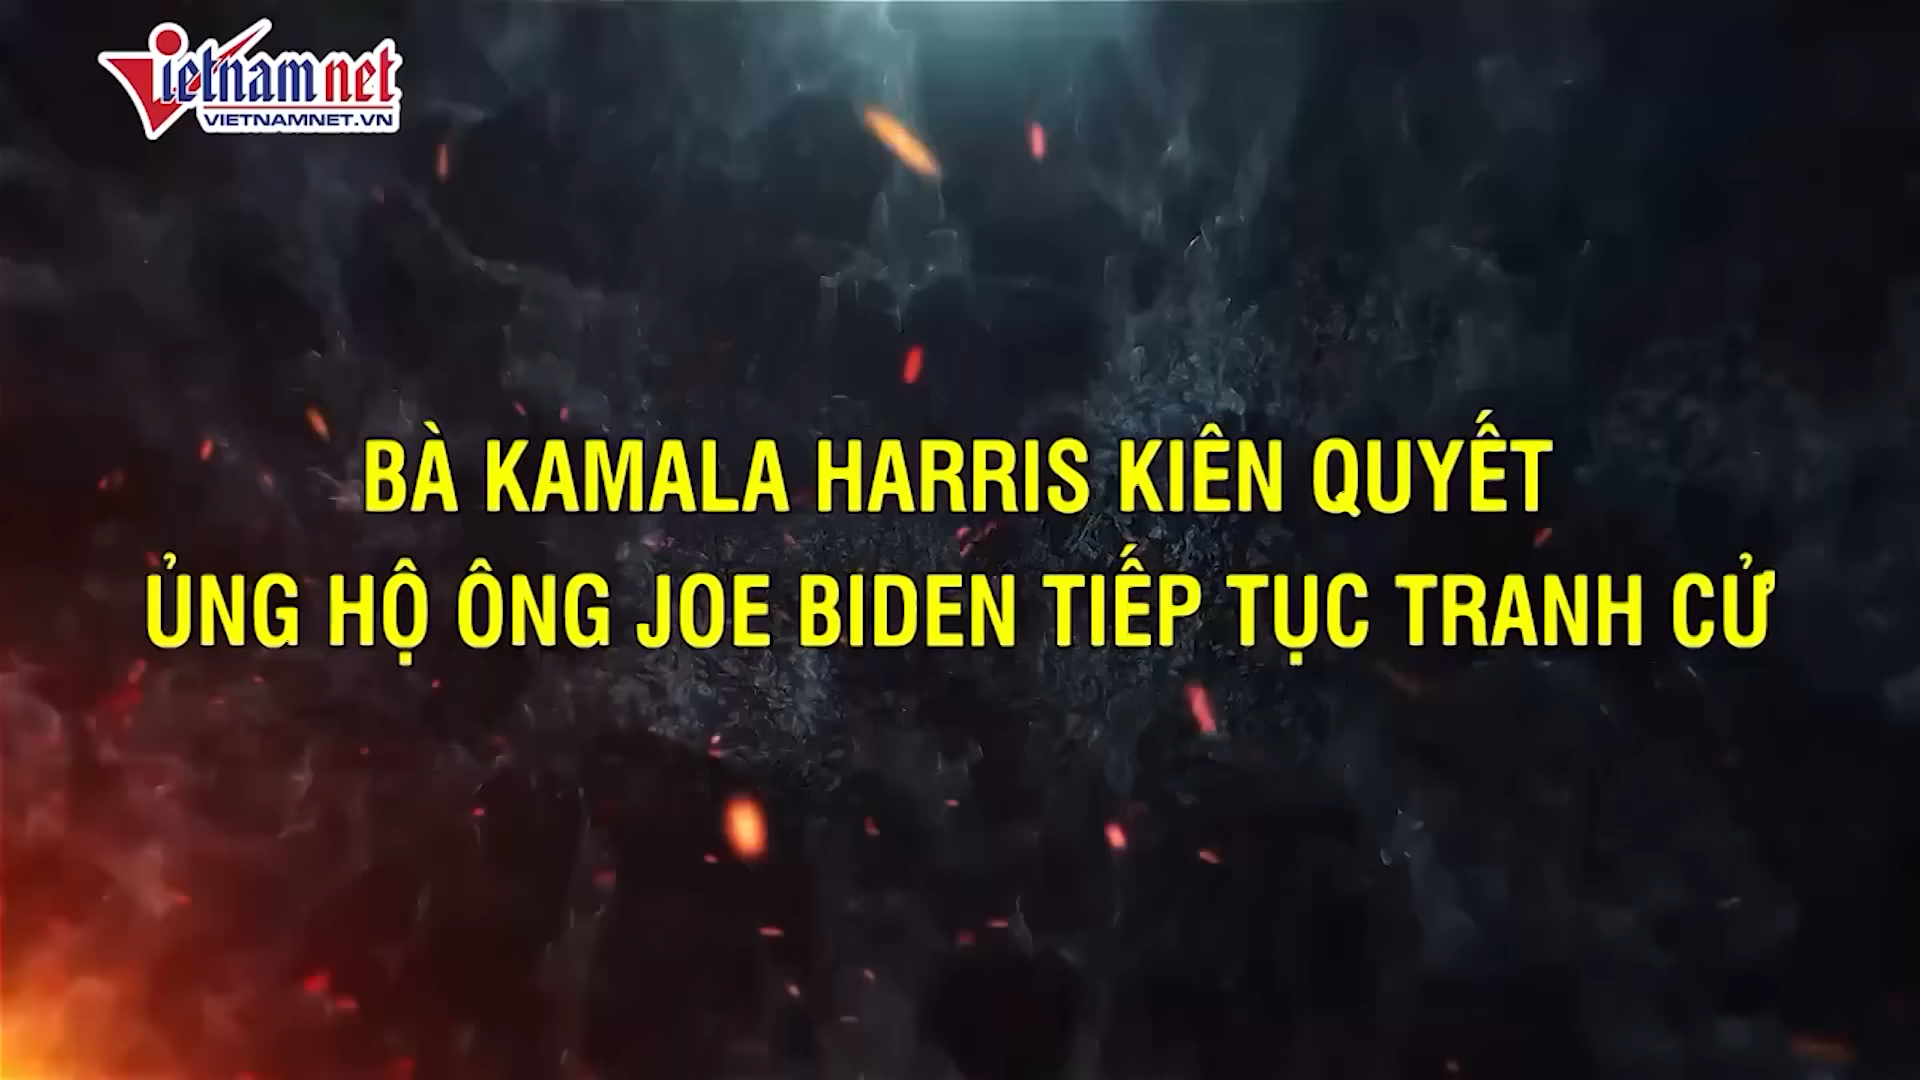 Vietnamnet
VIETNAMNET.VN
BÀ KAMALA HARRIS KIÊN QUYẾT
ỦNG HỘ ÔNG JOE BIDEN TIẾP TỤC TRANH CỬ